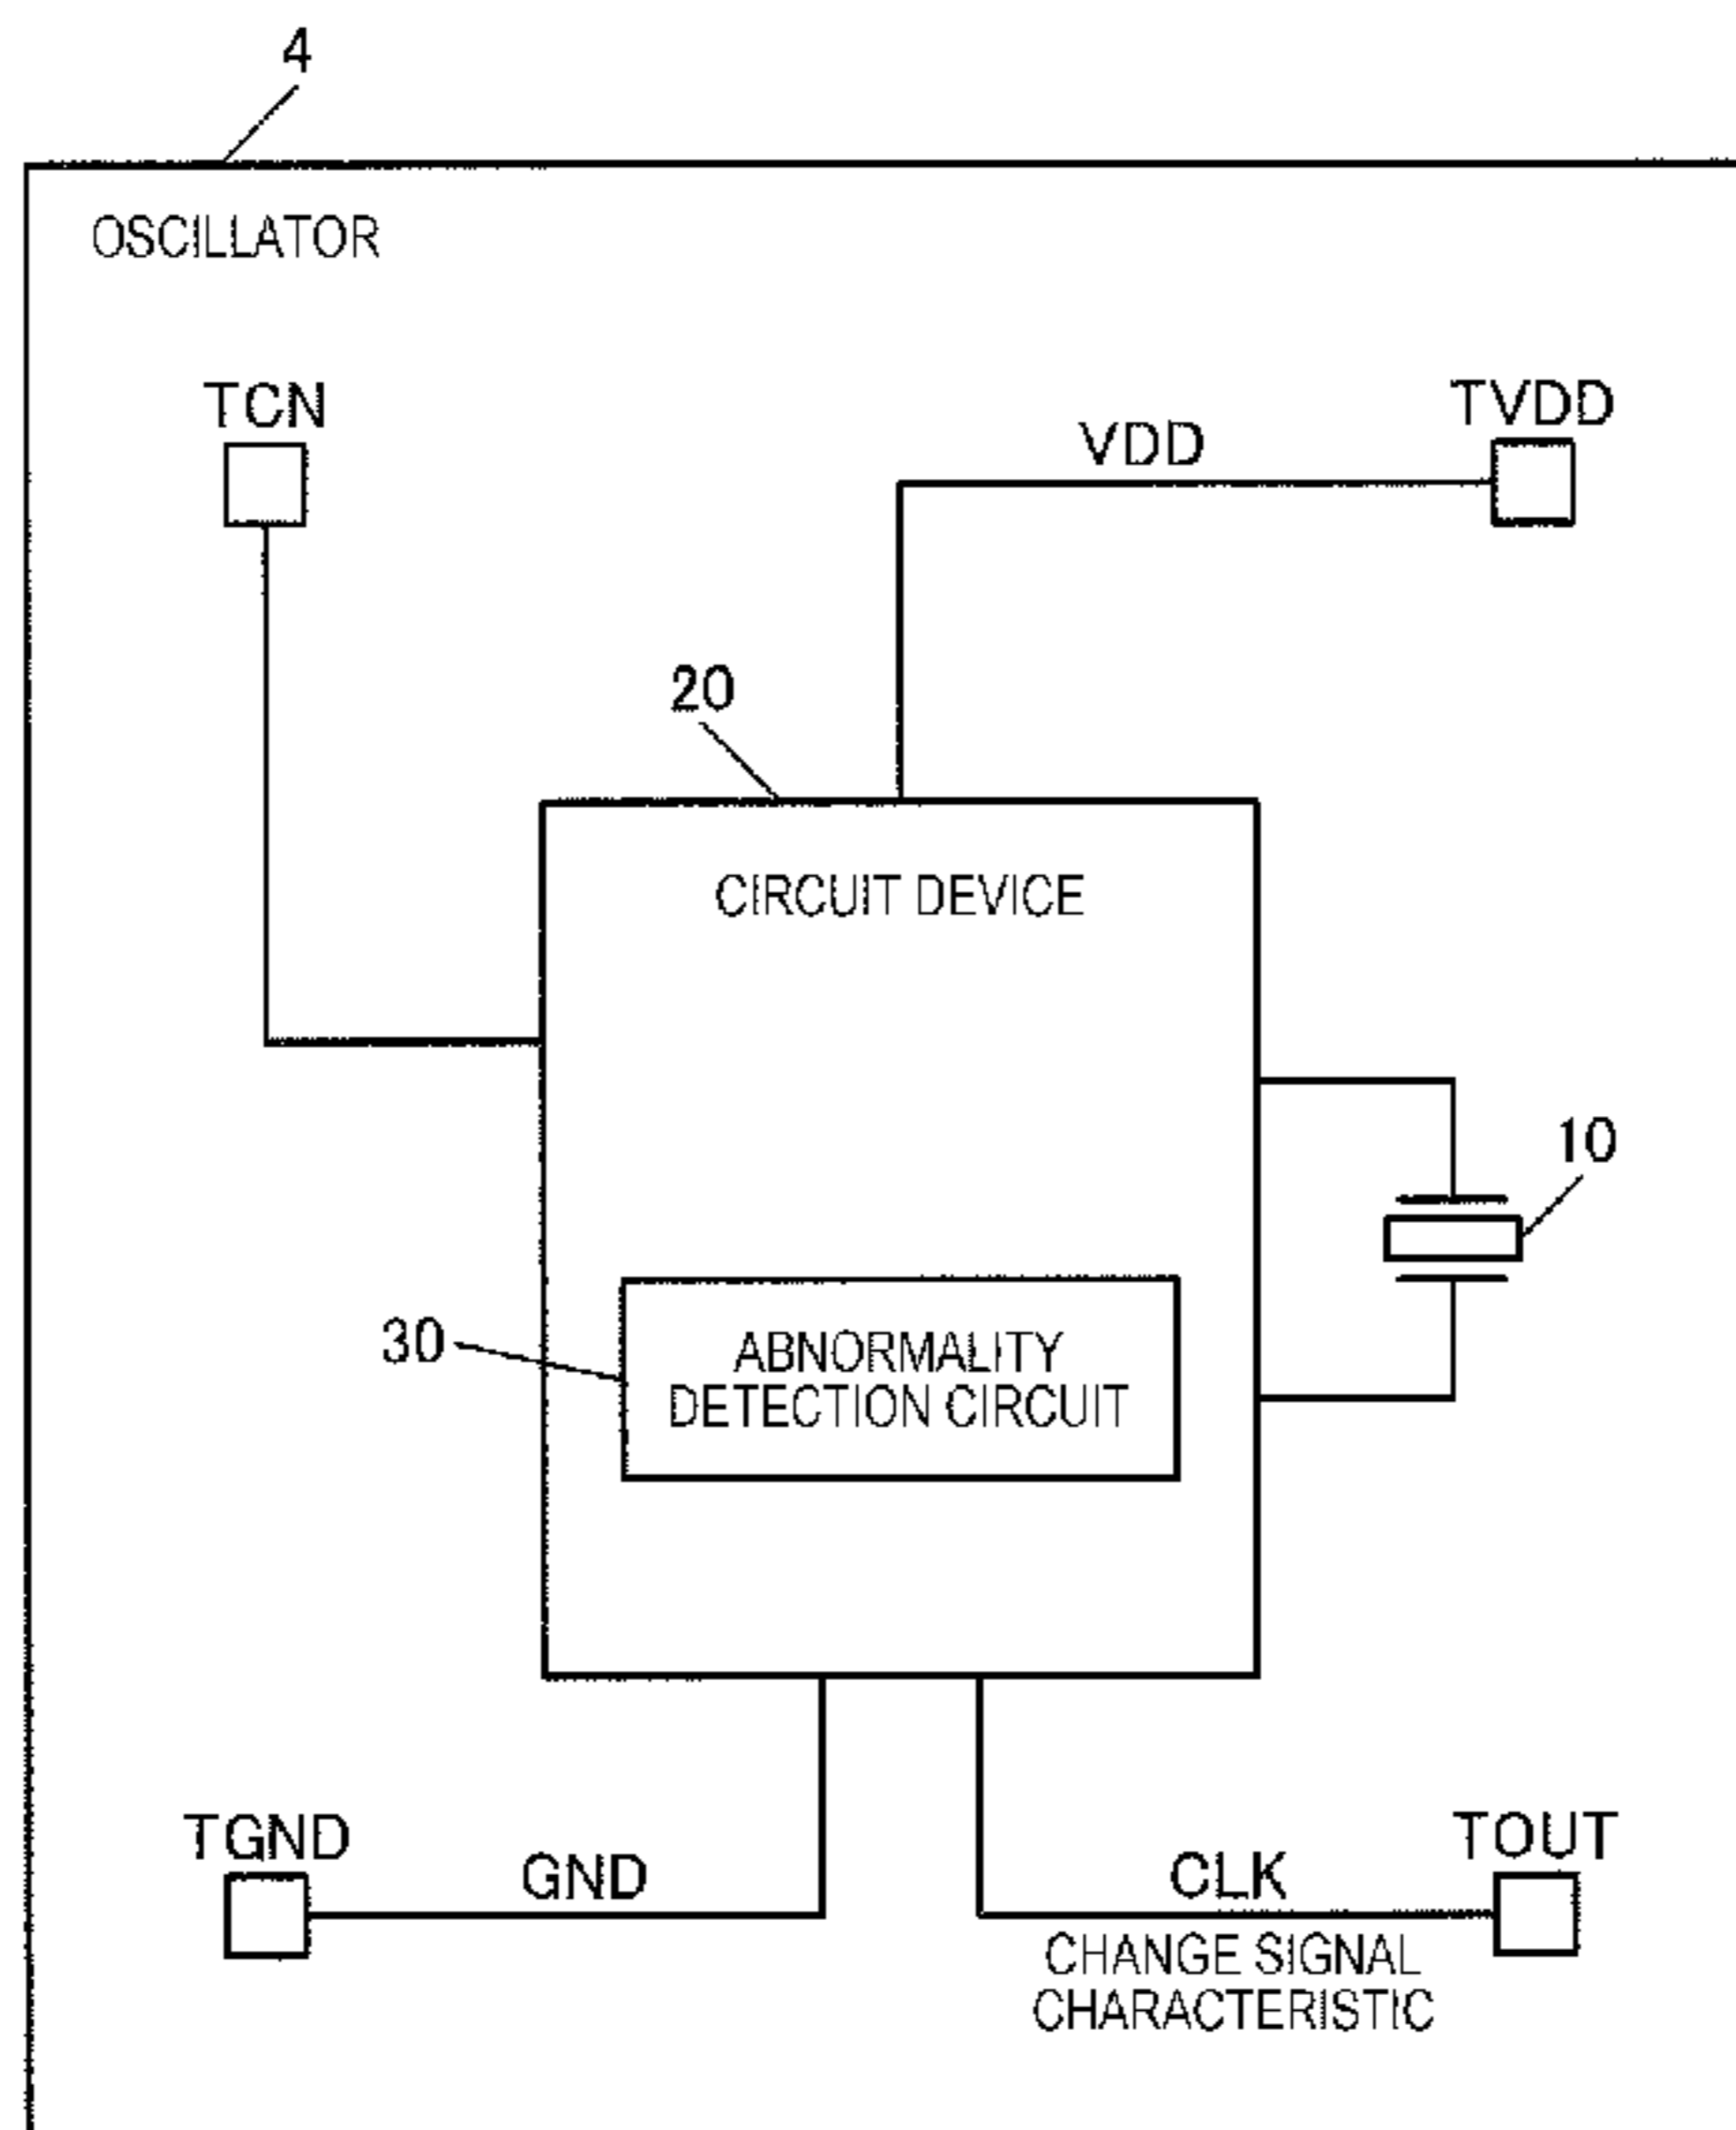 4
OSCILLATOR
TCN
TVDD
VDD
20
CIRCUIT DEVICE
10
30
ABNORMALITY
DETECTION CIRCUIT
TGND
GND
CLK
TOUT
CHANGE SIGNAL
CHARACTERISTIC